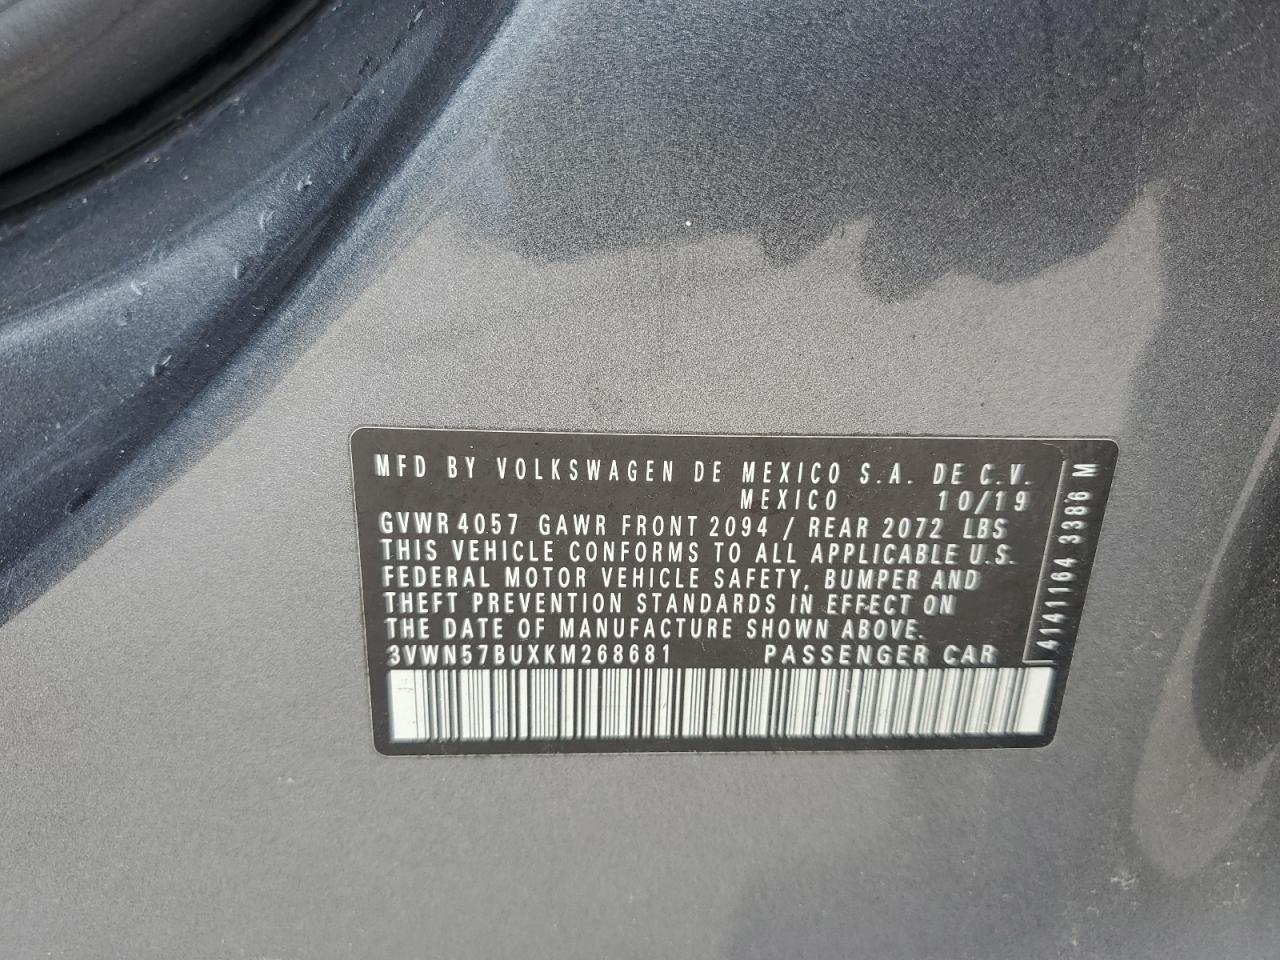 MFD BY VOLKSWAGEN DE MEXICO S.A. DE C.V.
MEXICO 10/19
GVWR 4057 GAWR FRONT 2094 / REAR 2072 LBS
THIS VEHICLE CONFORMS TO ALL APPLICABLE U.S.
FEDERAL MOTOR VEHICLE SAFETY, BUMPER AND
THEFT PREVENTION STANDARDS IN EFFECT ON
THE DATE OF MANUFACTURE SHOWN ABOVE.
3VWN57BUXKM268681 PASSENGER CAR
4141164 3386 M